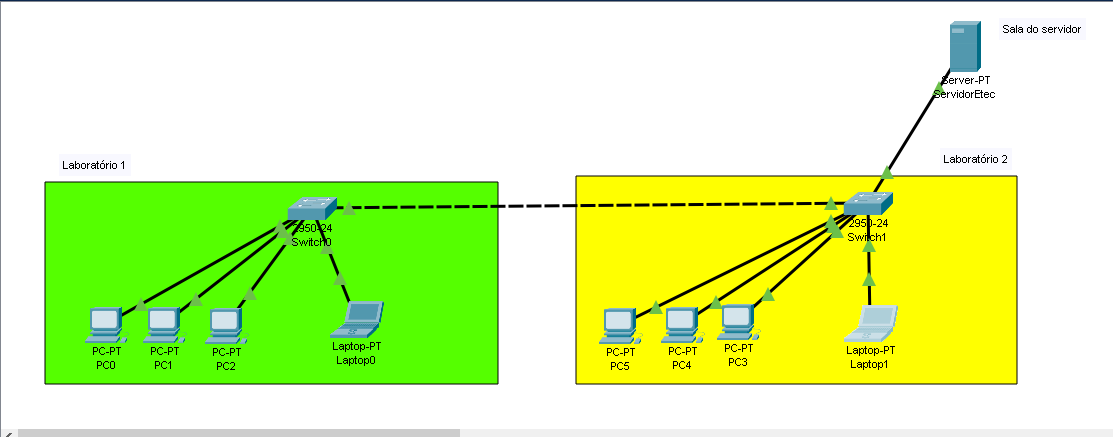 Sala do servidor
Server-PT
ServidorEtec
Laboratório 1
Laboratório 2
2950-24
Switch0
2950-24
Switch1
PC-PT
PC0
PC-PT
PC1
PC-PT
PC2
Laptop-PT
Laptop0
PC-PT
PC5
PC-PT
PC4
PC-PT
PC3
Laptop-PT
Laptop1